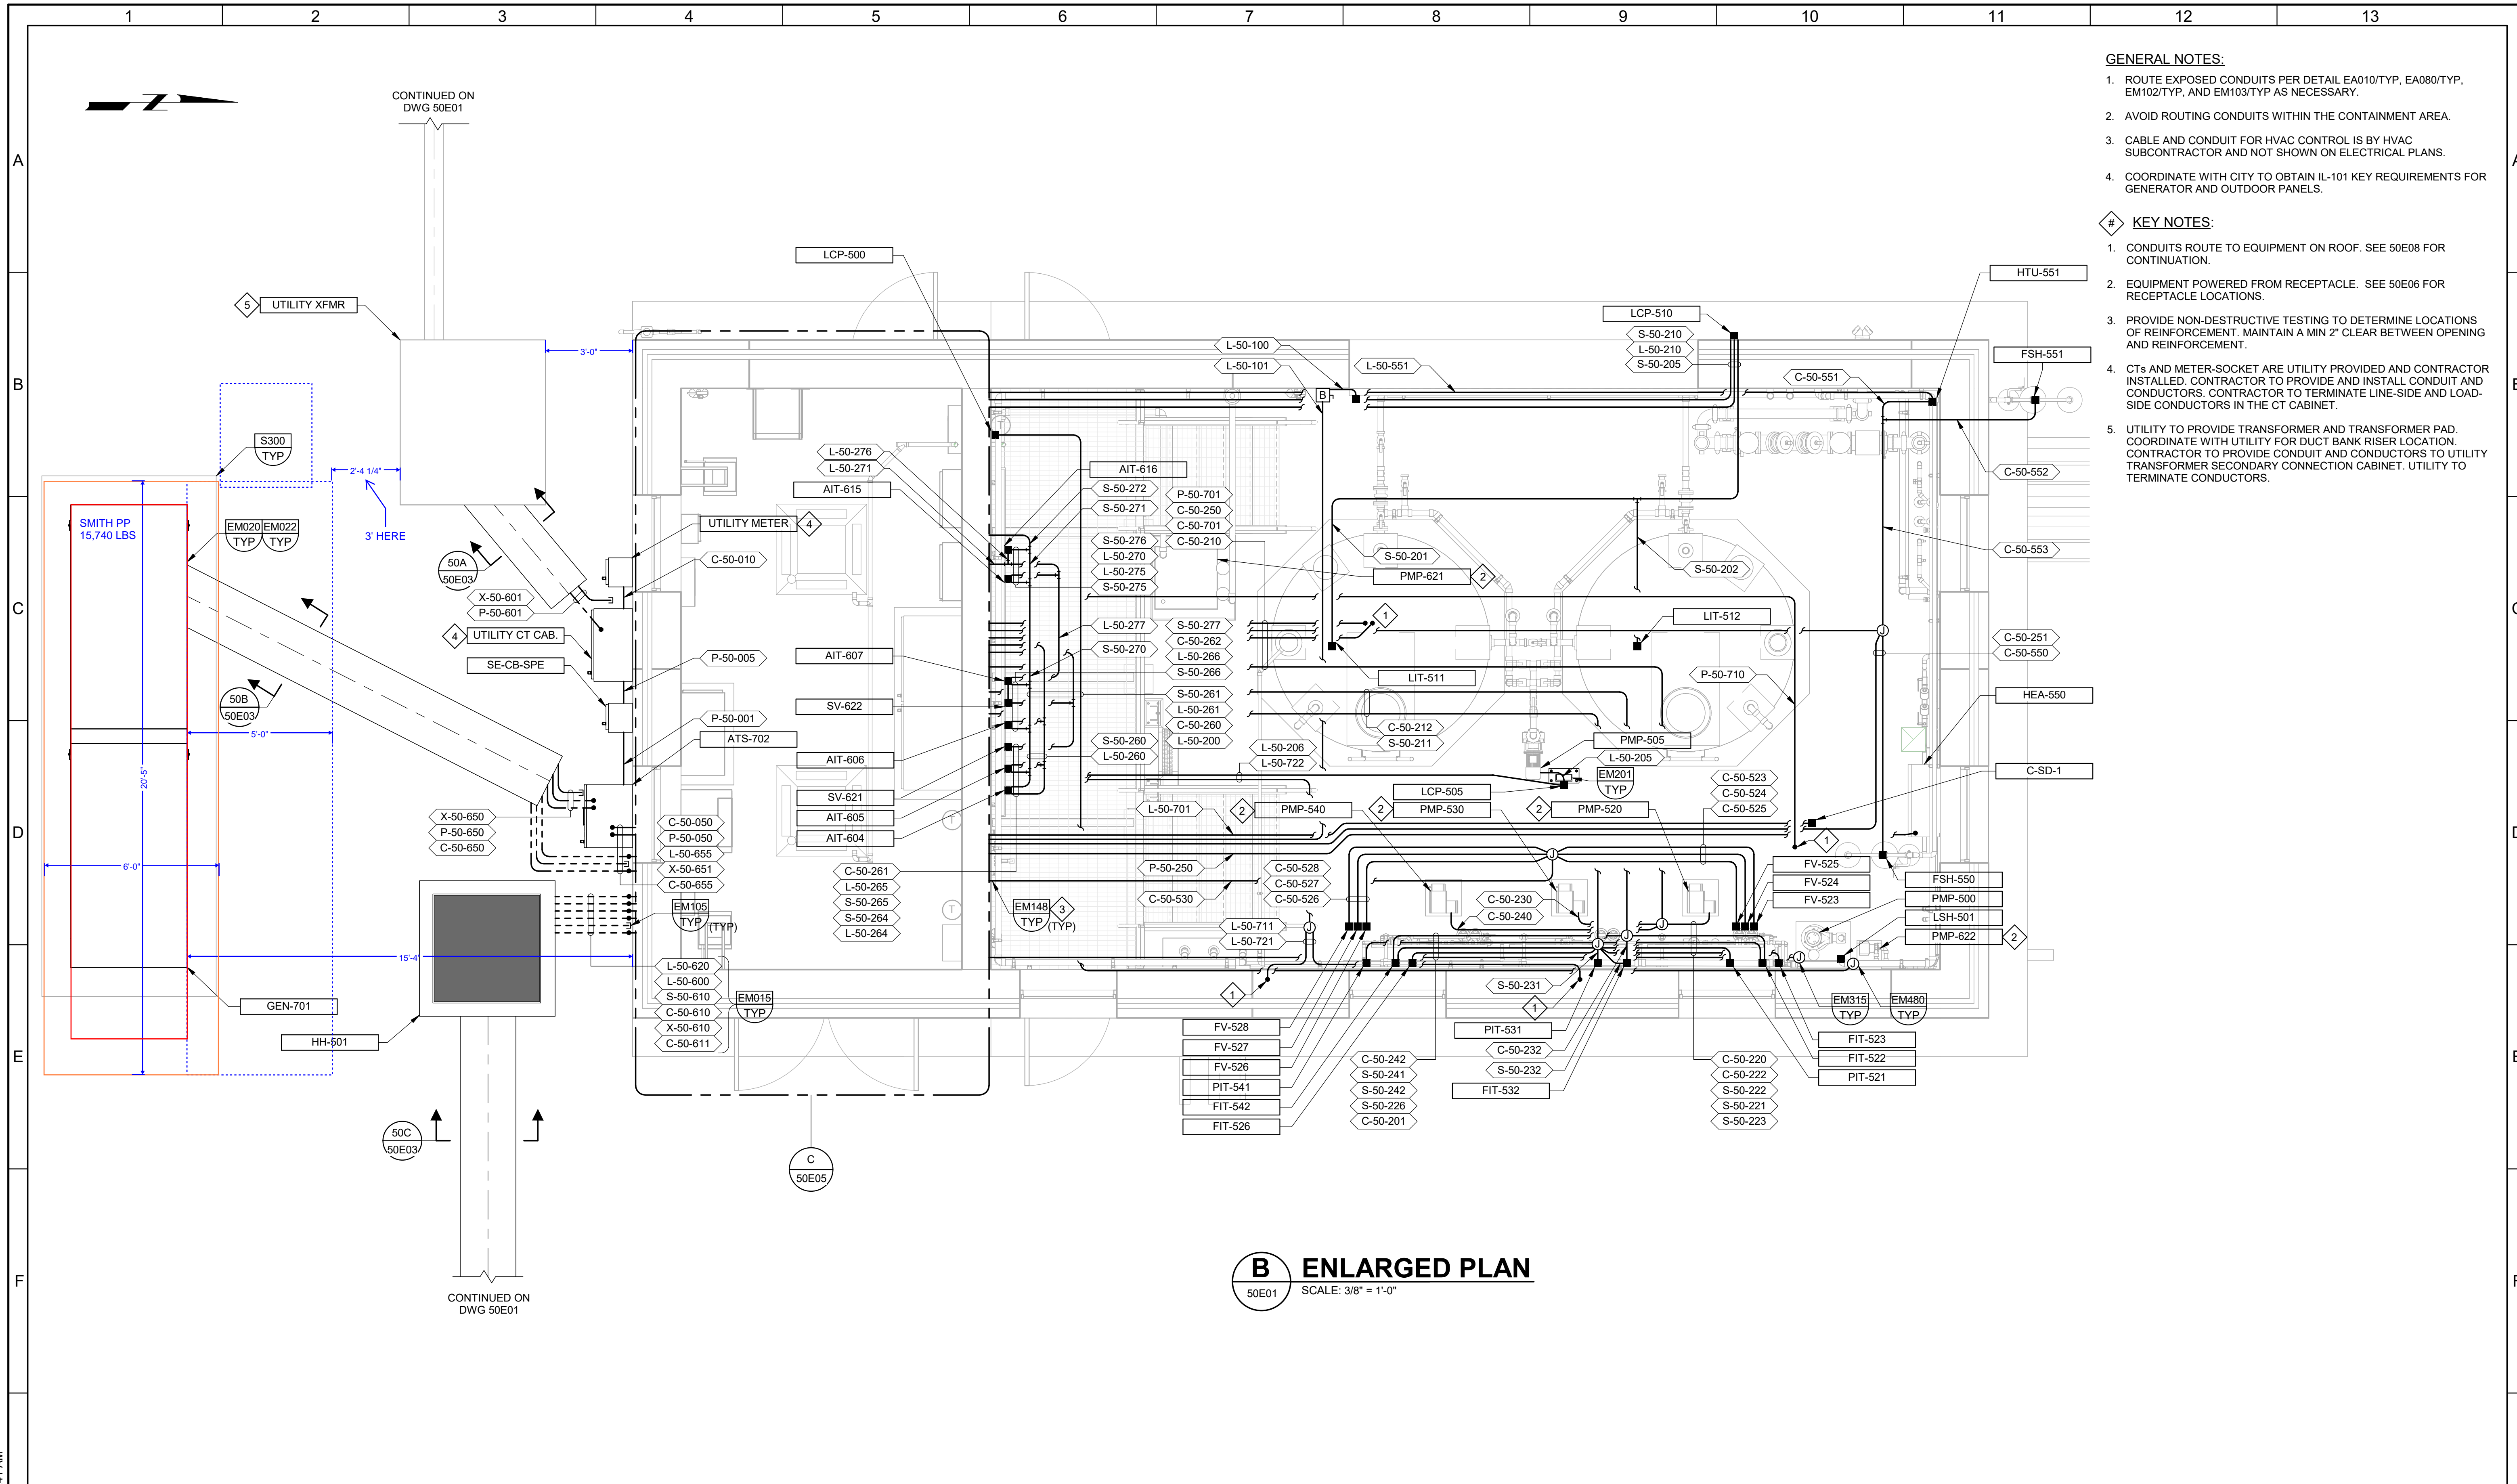 1 2 3 4 5 6 7 8 9 10 11 12 13
A
B
C
D
E
F
A
GENERAL NOTES:
1. ROUTE EXPOSED CONDUITS PER DETAIL EA010/TYP, EA080/TYP,
EM102/TYP, AND EM103/TYP AS NECESSARY.
2. AVOID ROUTING CONDUITS WITHIN THE CONTAINMENT AREA.
3. CABLE AND CONDUIT FOR HVAC CONTROL IS BY HVAC
SUBCONTRACTOR AND NOT SHOWN ON ELECTRICAL PLANS.
4. COORDINATE WITH CITY TO OBTAIN IL-101 KEY REQUIREMENTS FOR
GENERATOR AND OUTDOOR PANELS.
# KEY NOTES:
1. CONDUITS ROUTE TO EQUIPMENT ON ROOF. SEE 50E08 FOR
CONTINUATION.
2. EQUIPMENT POWERED FROM RECEPTACLE. SEE 50E06 FOR
RECEPTACLE LOCATIONS.
3. PROVIDE NON-DESTRUCTIVE TESTING TO DETERMINE LOCATIONS
OF REINFORCEMENT. MAINTAIN A MIN 2" CLEAR BETWEEN OPENING
AND REINFORCEMENT.
4. CTs AND METER-SOCKET ARE UTILITY PROVIDED AND CONTRACTOR
INSTALLED. CONTRACTOR TO PROVIDE AND INSTALL CONDUIT AND
CONDUCTORS. CONTRACTOR TO TERMINATE LINE-SIDE AND LOAD-
SIDE CONDUCTORS IN THE CT CABINET.
5. UTILITY TO PROVIDE TRANSFORMER AND TRANSFORMER PAD.
COORDINATE WITH UTILITY FOR DUCT BANK RISER LOCATION.
CONTRACTOR TO PROVIDE CONDUIT AND CONDUCTORS TO UTILITY
TRANSFORMER SECONDARY CONNECTION CABINET. UTILITY TO
TERMINATE CONDUCTORS.
CONTINUED ON
DWG 50E01
5 UTILITY XFMR
3'-0"
S300
TYP
2'-4 1/4"
3' HERE
SMITH PP
15,740 LBS
EM020 EM022
TYP TYP
50A
50E03
X-50-601
P-50-601
4 UTILITY CT CAB.
SE-CB-SPE
50B
50E03
5'-0"
20'-5"
6'-0"
X-50-650
P-50-650
C-50-650
15'-4"
GEN-701
HH-501
50C
50E03
CONTINUED ON
DWG 50E01
UTILITY METER 4
C-50-010
P-50-005
P-50-001
ATS-702
C-50-050
P-50-050
L-50-655
X-50-651
C-50-655
EM105
TYP (TYP)
L-50-620
L-50-600
S-50-610
C-50-610
X-50-610
C-50-611
EM015
TYP
C
50E05
LCP-500
L-50-276
L-50-271
AIT-615
AIT-607
SV-622
AIT-606
SV-621
AIT-605
AIT-604
C-50-261
L-50-265
S-50-265
S-50-264
L-50-264
T
T
T
EM148 3
TYP (TYP)
AIT-616
S-50-272
S-50-271
S-50-276
L-50-270
L-50-275
S-50-275
L-50-277
S-50-270
S-50-260
L-50-260
P-50-701
C-50-250
C-50-701
C-50-210
S-50-277
C-50-262
L-50-266
S-50-266
S-50-261
L-50-261
C-50-260
L-50-200
L-50-100
L-50-101
B
L-50-551
S-50-201
PMP-621 2
1
LIT-511
C-50-212
S-50-211
L-50-206
L-50-722
L-50-701
2 PMP-540
2 PMP-530
2 PMP-520
LCP-505
P-50-250
C-50-530
C-50-528
C-50-527
C-50-526
L-50-711
L-50-721
J
1
FV-528
FV-527
FV-526
PIT-541
FIT-542
FIT-526
C-50-242
S-50-241
S-50-242
S-50-226
C-50-201
LCP-510
S-50-210
L-50-210
S-50-205
S-50-202
LIT-512
PMP-505
L-50-205
EM201
TYP
P-50-710
C-50-523
C-50-524
C-50-525
J
C-50-230
C-50-240
J
J
J
S-50-231
1
PIT-531
C-50-232
S-50-232
FIT-532
C-50-220
C-50-222
S-50-222
S-50-221
S-50-223
HTU-551
FSH-551
C-50-551
C-50-552
C-50-553
J
C-50-251
C-50-550
HEA-550
C-SD-1
1
FV-525
FV-524
FV-523
FSH-550
PMP-500
LSH-501
PMP-622 2
J
J
EM315
TYP
EM480
TYP
FIT-523
FIT-522
PIT-521
B
50E01
ENLARGED PLAN
SCALE: 3/8" = 1'-0"